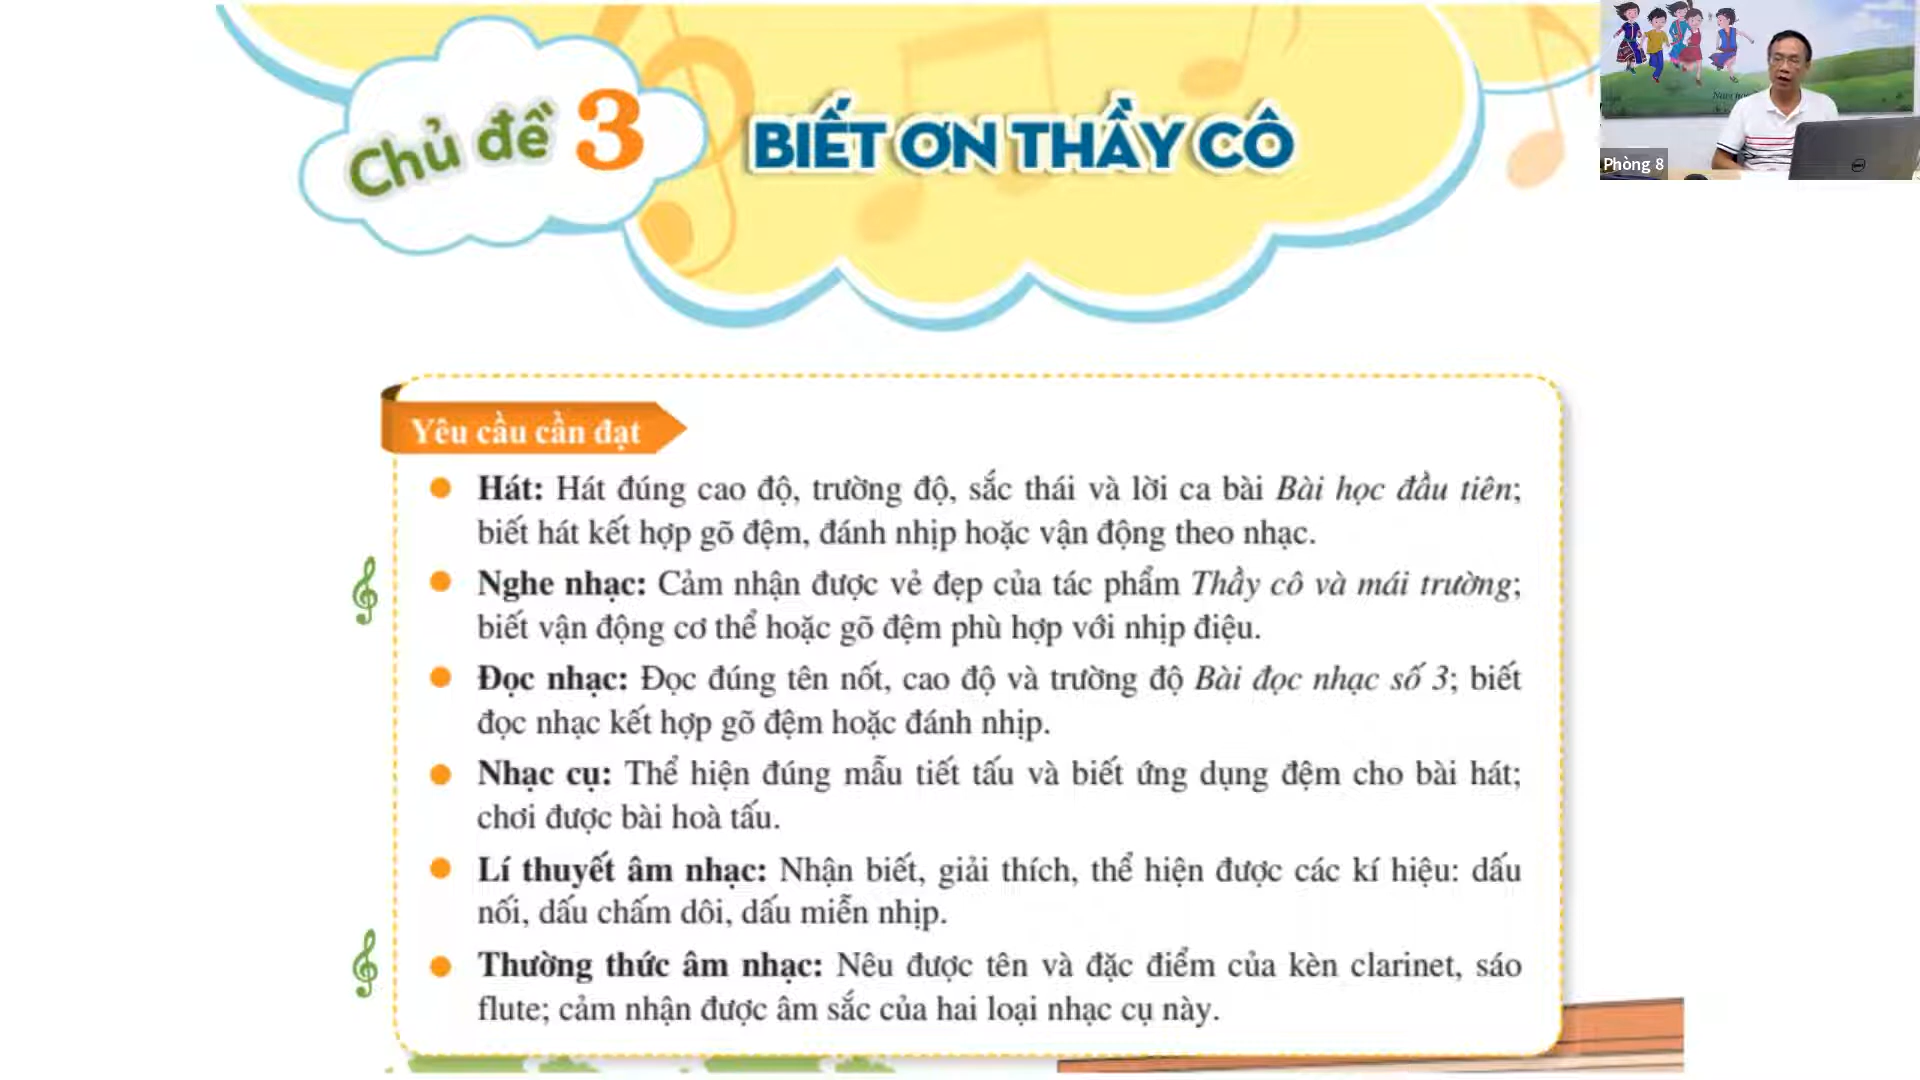 Chủ đề 3
BIẾT ƠN THẦY CÔ
Phòng 8
Yêu cầu cần đạt
Hát: Hát đúng cao độ, trường độ, sắc thái và lời ca bài Bài học đầu tiên;
biết hát kết hợp gõ đệm, đánh nhịp hoặc vận động theo nhạc.
Nghe nhạc: Cảm nhận được vẻ đẹp của tác phẩm Thầy cô và mái trường;
biết vận động cơ thể hoặc gõ đệm phù hợp với nhịp điệu.
Đọc nhạc: Đọc đúng tên nốt, cao độ và trường độ Bài đọc nhạc số 3; biết
đọc nhạc kết hợp gõ đệm hoặc đánh nhịp.
Nhạc cụ: Thể hiện đúng mẫu tiết tấu và biết ứng dụng đệm cho bài hát;
chơi được bài hoà tấu.
Lí thuyết âm nhạc: Nhận biết, giải thích, thể hiện được các kí hiệu: dấu
nối, dấu chấm dôi, dấu miễn nhịp.
Thường thức âm nhạc: Nêu được tên và đặc điểm của kèn clarinet, sáo
flute; cảm nhận được âm sắc của hai loại nhạc cụ này.